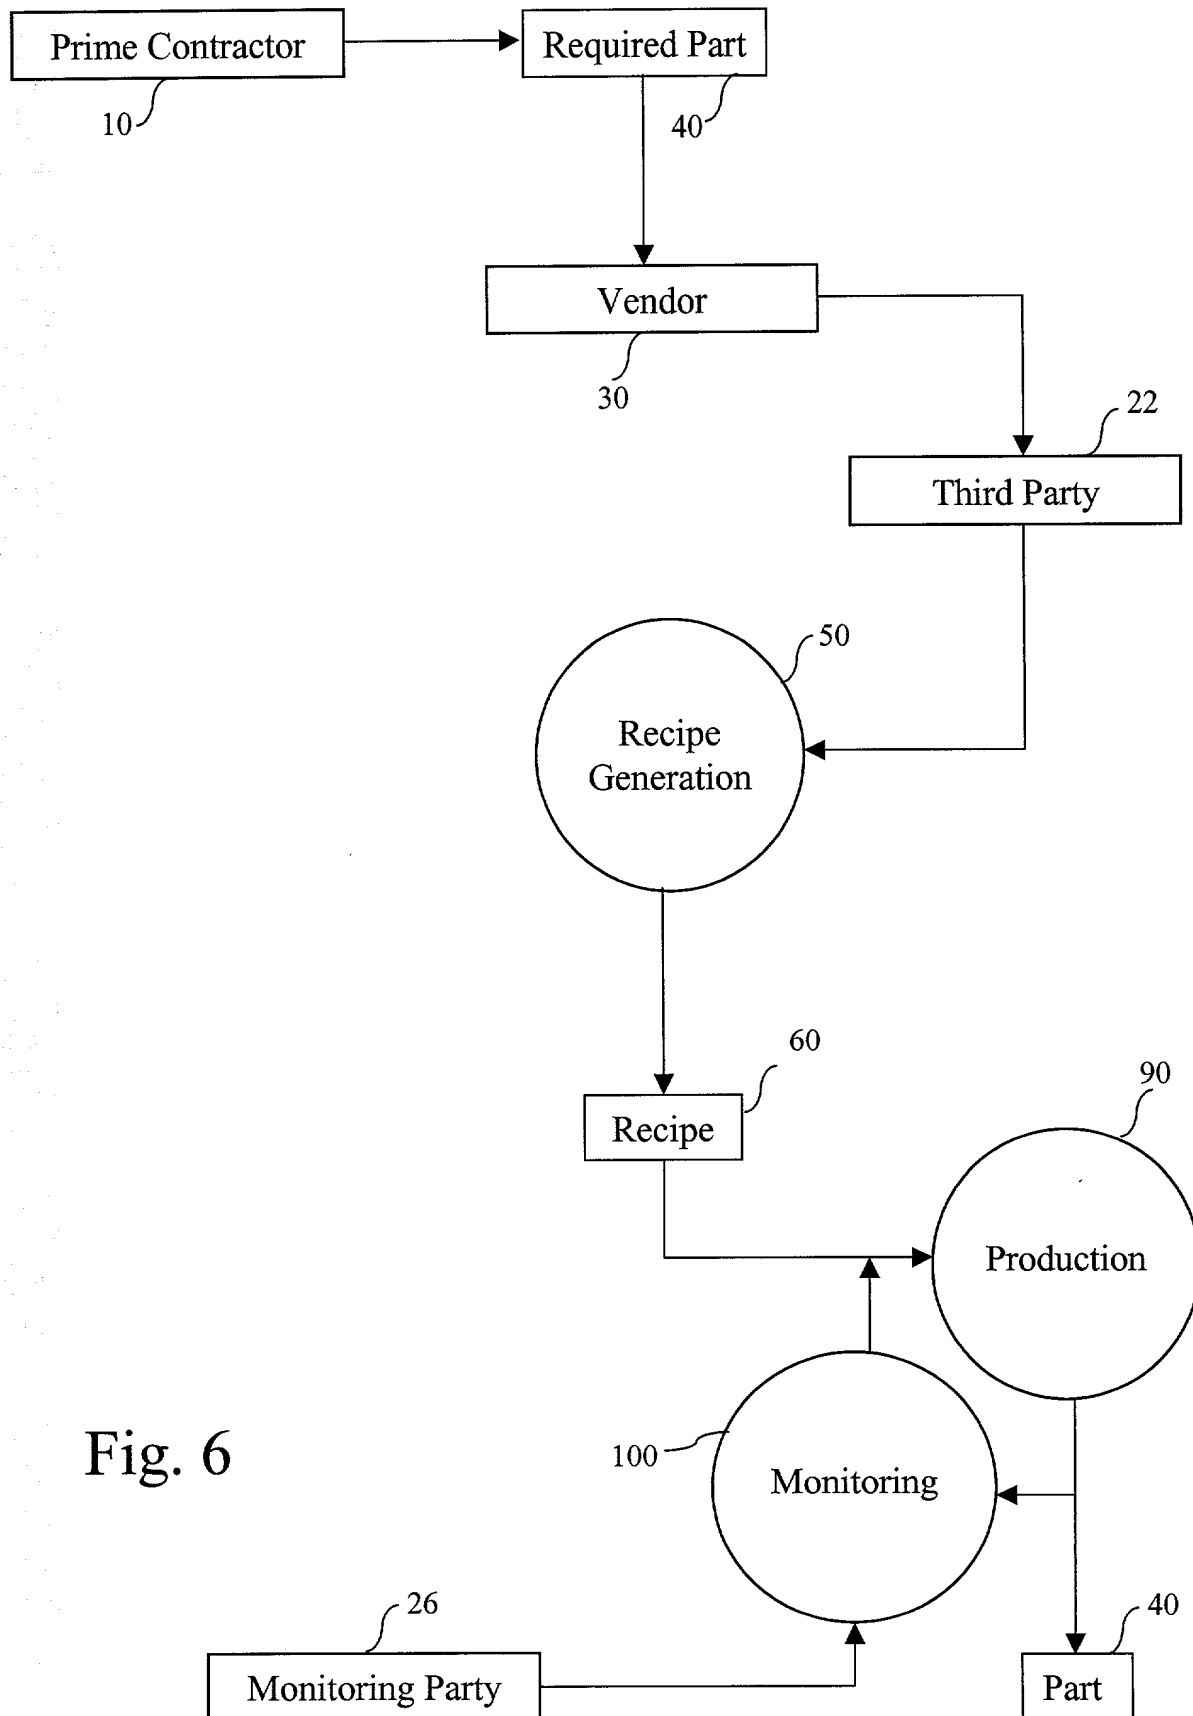 Prime Contractor
Required Part
10
40
Vendor
30
22
Third Party
50
Recipe
Generation
60
Recipe
90
Production
100
Monitoring
Fig. 6
26
Monitoring Party
40
Part